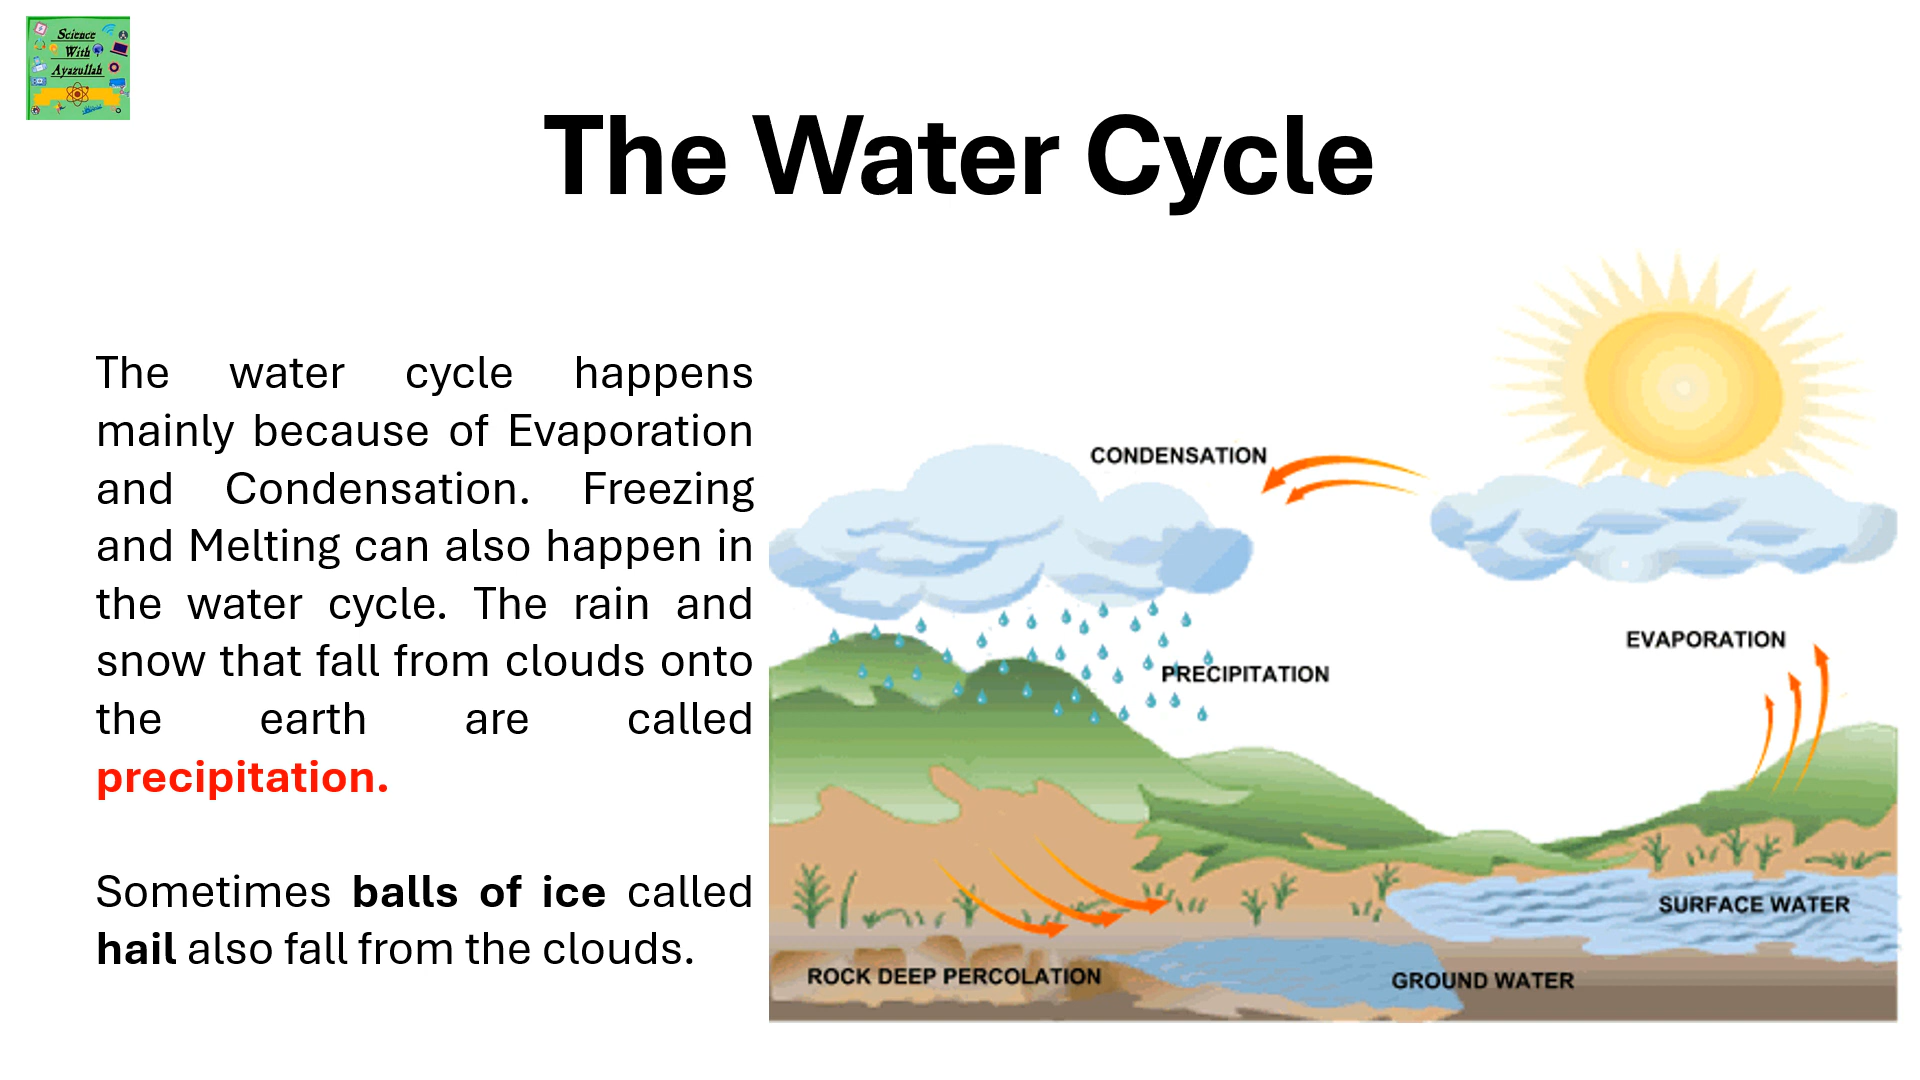 Science
With
Ayazullah
The Water Cycle
The water cycle happens
mainly because of Evaporation
and Condensation. Freezing
and Melting can also happen in
the water cycle. The rain and
snow that fall from clouds onto
the earth are called
precipitation.
Sometimes balls of ice called
hail also fall from the clouds.
CONDENSATION
PRECIPITATION
EVAPORATION
SURFACE WATER
ROCK DEEP PERCOLATION
GROUND WATER